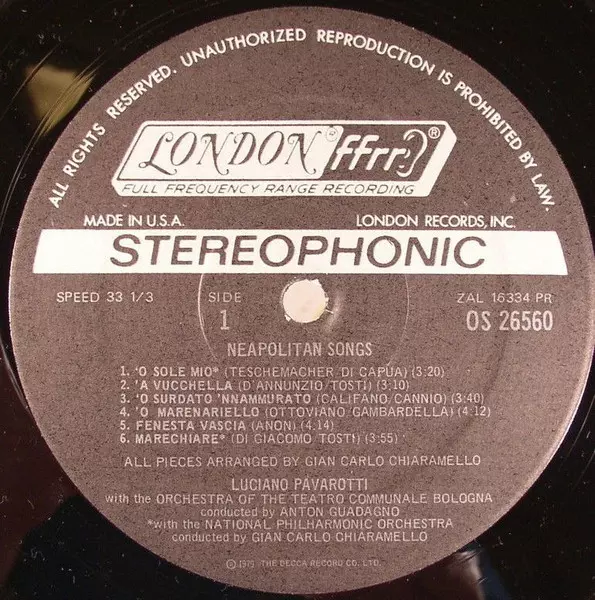 ALL RIGHTS RESERVED. UNAUTHORIZED REPRODUCTION IS PROHIBITED BY LAW.
LONDON® ffrr®
FULL FREQUENCY RANGE RECORDING
MADE IN U.S.A. LONDON RECORDS, INC.
STEREOPHONIC
SPEED 33 1/3 SIDE ZAL 16334 PR
1 OS 26560
NEAPOLITAN SONGS
1. 'O SOLE MIO* (TESCHEMACHER/DI CAPUA) (3:20)
2. 'A VUCCHELLA (D'ANNUNZIO/TOSTI) (3:10)
3. 'O SURDATO 'NNAMMURATO (CALIFANO/CANNIO) (3:40)
4. 'O MARENARIELLO (OTTOVIANO/GAMBARDELLA) (4:12)
5. FENESTA VASCIA (ANON) (4:14)
6. MARECHIARE* (DI GIACOMO/TOSTI) (3:55)
ALL PIECES ARRANGED BY GIAN CARLO CHIARAMELLO
LUCIANO PAVAROTTI
with the ORCHESTRA OF THE TEATRO COMMUNALE BOLOGNA
conducted by ANTON GUADAGNO
*with the NATIONAL PHILHARMONIC ORCHESTRA
conducted by GIAN CARLO CHIARAMELLO
Ⓟ 1979 THE DECCA RECORD CO. LTD.